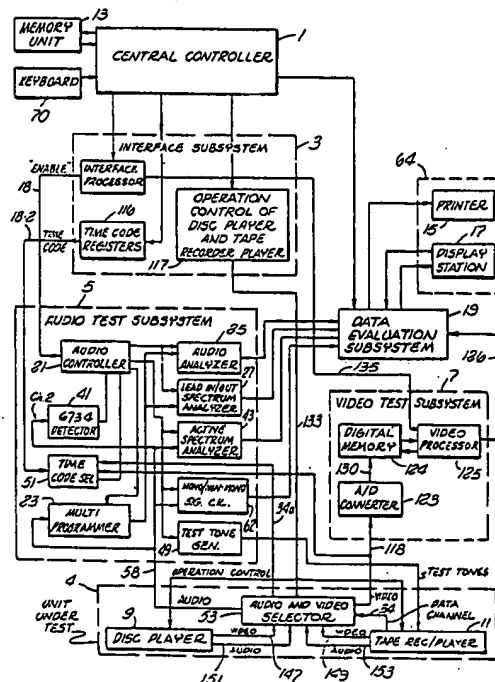 13
MEMORY UNIT
CENTRAL CONTROLLER
1
KEYBOARD
70
INTERFACE SUBSYSTEM
3
"ENABLE"
18
INTERFACE PROCESSOR
18-2
TIME CODE
116
TIME CODE REGISTERS
OPERATION CONTROL OF DISC PLAYER AND TAPE RECORDER PLAYER
117
64
PRINTER
15
17
DISPLAY STATION
5
AUDIO TEST SUBSYSTEM
25
DATA EVALUATION SUBSYSTEM
19
126
21
AUDIO CONTROLLER
AUDIO ANALYZER
27
LEAD IN/OUT SPECTRUM ANALYZER
43
135
133
VIDEO TEST SUBSYSTEM
7
Ch.2
41
6734 DETECTOR
ACTIVE SPECTRUM ANALYZER
DIGITAL MEMORY
VIDEO PROCESSOR
130
124
125
51
TIME CODE SEL
SIG. CK.
34a
A/D CONVERTER
123
23
MULTI PROGRAMMER
62
49
TEST TONE GEN.
118
58
4
OPERATION CONTROL
TEST TONES
VIDEO
AUDIO
53
AUDIO AND VIDEO SELECTOR
54
DATA CHANNEL
UNIT UNDER TEST
9
DISC PLAYER
VIDEO
VIDEO
TAPE REC/PLAYER
11
AUDIO
AUDIO
151
147
149
153